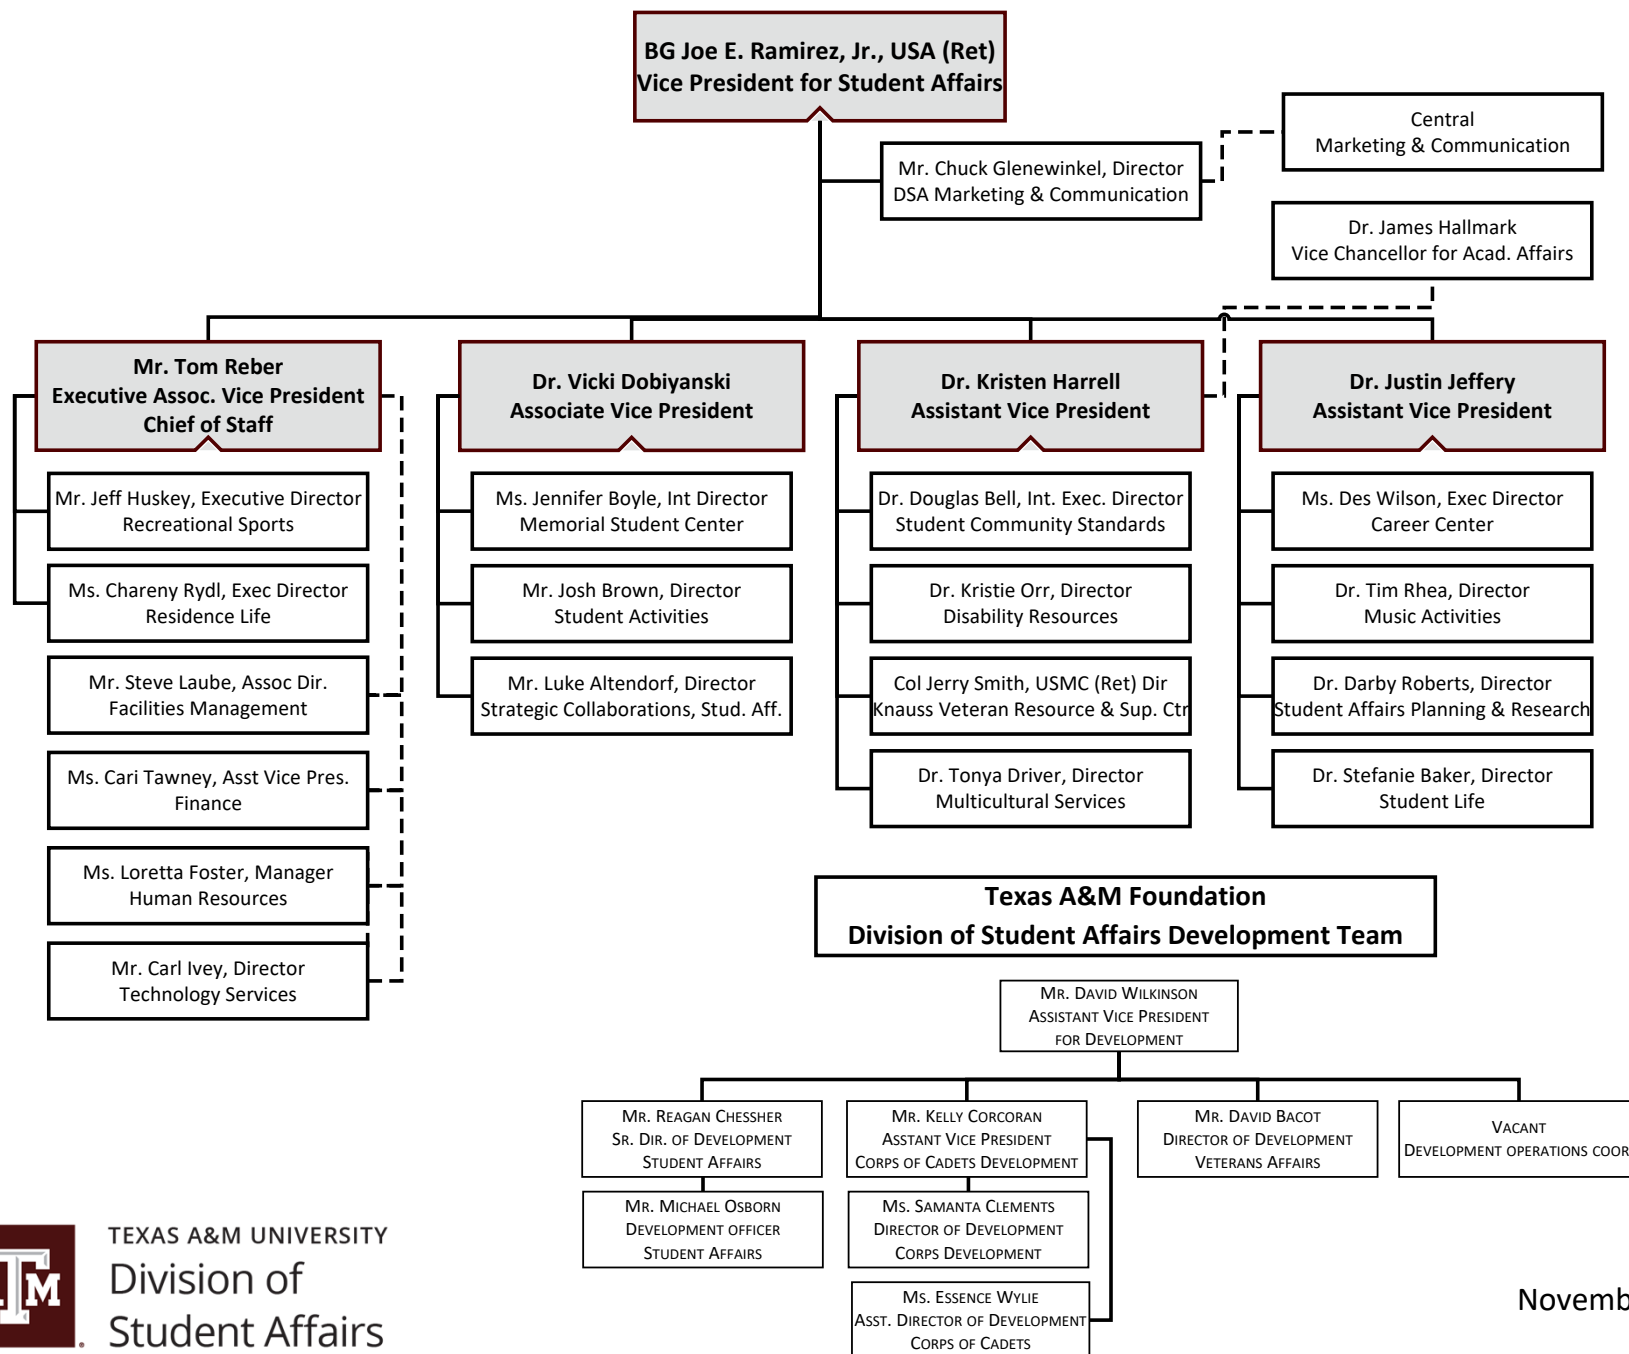 BG Joe E. Ramirez, Jr., USA (Ret)
Vice President for Student Affairs
Central
Marketing & Communication
Mr. Chuck Glenewinkel, Director
DSA Marketing & Communication
Dr. James Hallmark
Vice Chancellor for Acad. Affairs
Mr. Tom Reber
Executive Assoc. Vice President
Chief of Staff
Mr. Jeff Huskey, Executive Director
Recreational Sports
Ms. Chareny Rydl, Exec Director
Residence Life
Mr. Steve Laube, Assoc Dir.
Facilities Management
Ms. Cari Tawney, Asst Vice Pres.
Finance
Ms. Loretta Foster, Manager
Human Resources
Mr. Carl Ivey, Director
Technology Services
Dr. Vicki Dobiyanski
Associate Vice President
Ms. Jennifer Boyle, Int Director
Memorial Student Center
Mr. Josh Brown, Director
Student Activities
Mr. Luke Altendorf, Director
Strategic Collaborations, Stud. Aff.
Dr. Kristen Harrell
Assistant Vice President
Dr. Douglas Bell, Int. Exec. Director
Student Community Standards
Dr. Kristie Orr, Director
Disability Resources
Col Jerry Smith, USMC (Ret) Dir
Knauss Veteran Resource & Sup. Ctr
Dr. Tonya Driver, Director
Multicultural Services
Dr. Justin Jeffery
Assistant Vice President
Ms. Des Wilson, Exec Director
Career Center
Dr. Tim Rhea, Director
Music Activities
Dr. Darby Roberts, Director
Student Affairs Planning & Research
Dr. Stefanie Baker, Director
Student Life
Texas A&M Foundation
Division of Student Affairs Development Team
Mr. David Wilkinson
Assistant Vice President
for Development
Mr. Reagan Chessher
Sr. Dir. of Development
Student Affairs
Mr. Michael Osborn
Development officer
Student Affairs
Mr. Kelly Corcoran
Asstant Vice President
Corps of Cadets Development
Ms. Samanta Clements
Director of Development
Corps Development
Ms. Essence Wylie
Asst. Director of Development
Corps of Cadets
Mr. David Bacot
Director of Development
Veterans Affairs
Vacant
Development operations coor
TM
TEXAS A&M UNIVERSITY
Division of
Student Affairs
Novemb